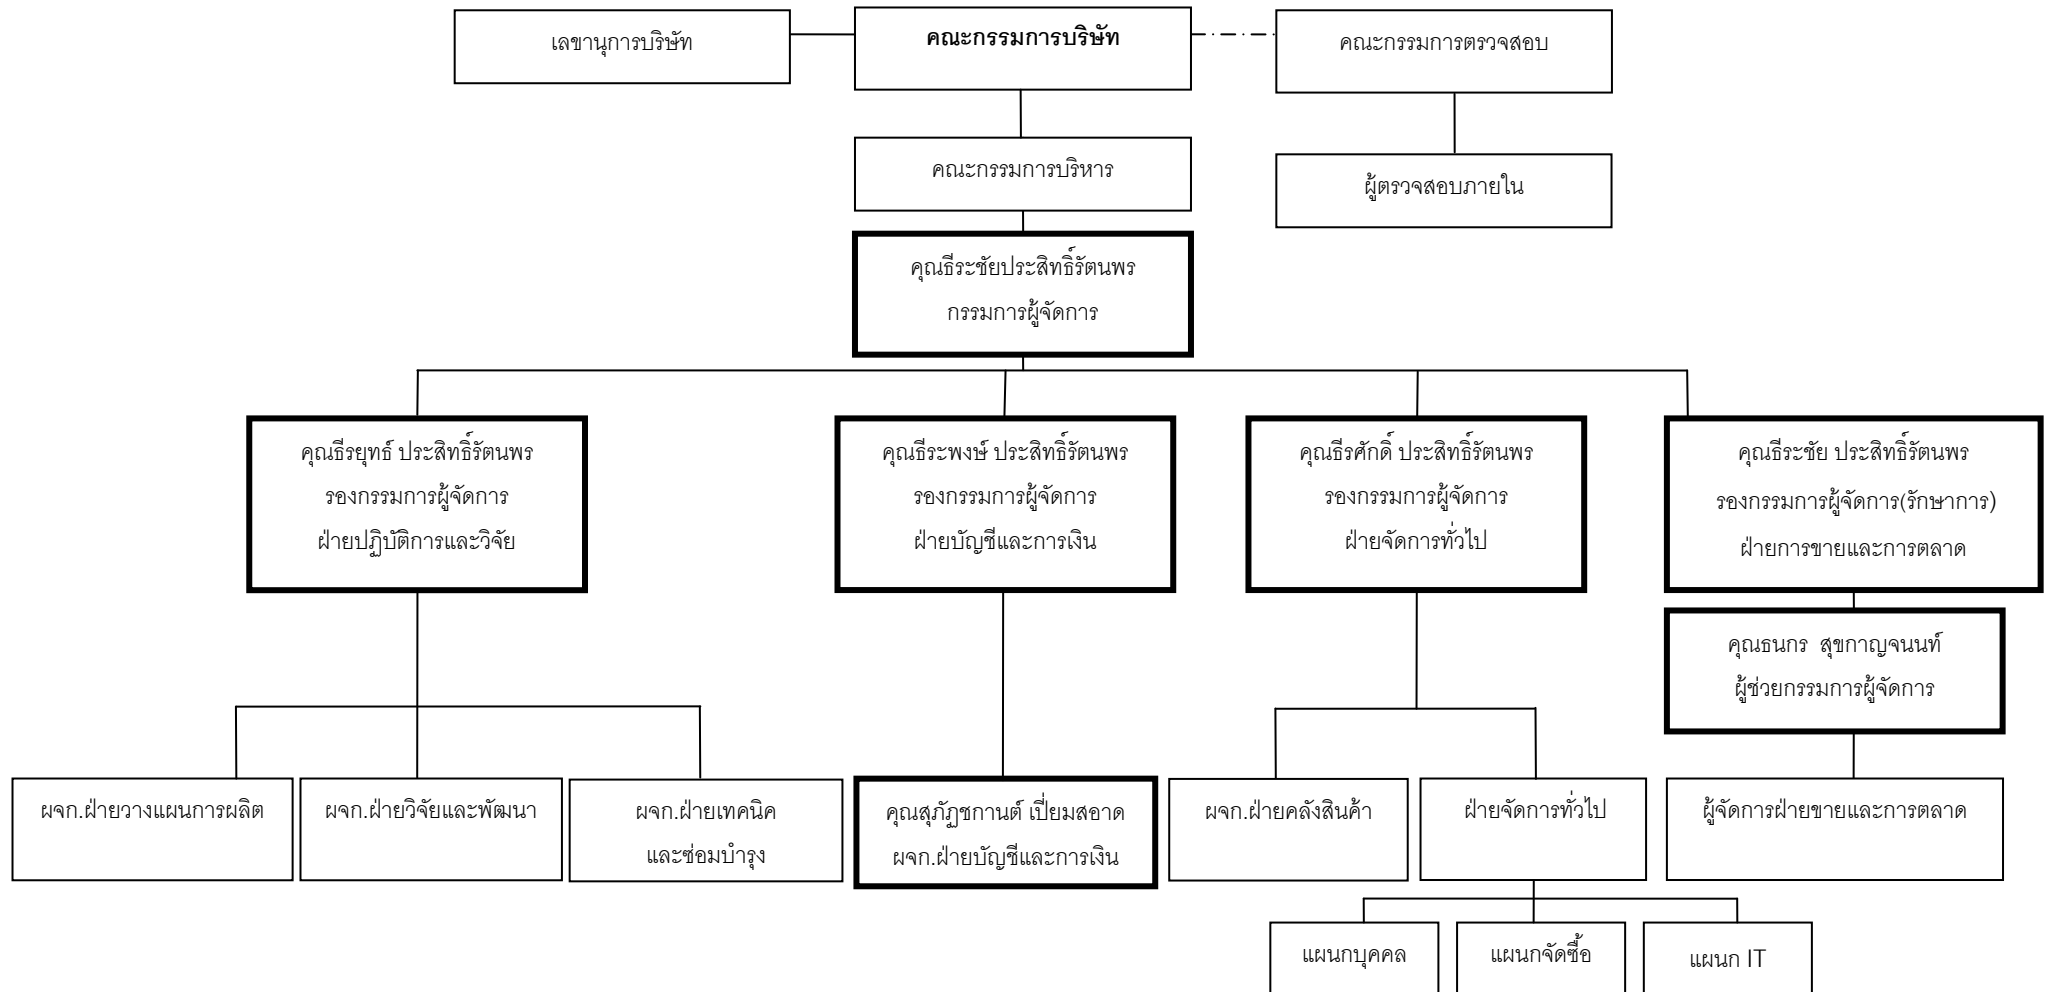 เลขานุการบริษัท
คณะกรรมการบริษัท
คณะกรรมการตรวจสอบ
คณะกรรมการบริหาร
ผู้ตรวจสอบภายใน
คุณธีระชัยประสิทธิ์รัตนพร
กรรมการผู้จัดการ
คุณธีรยุทธ์ ประสิทธิ์รัตนพร
รองกรรมการผู้จัดการ
ฝ่ายปฏิบัติการและวิจัย
คุณธีระพงษ์ ประสิทธิ์รัตนพร
รองกรรมการผู้จัดการ
ฝ่ายบัญชีและการเงิน
คุณธีรศักดิ์ ประสิทธิ์รัตนพร
รองกรรมการผู้จัดการ
ฝ่ายจัดการทั่วไป
คุณธีระชัย ประสิทธิ์รัตนพร
รองกรรมการผู้จัดการ(รักษาการ)
ฝ่ายการขายและการตลาด
คุณธนกร สุขกาญจนนท์
ผู้ช่วยกรรมการผู้จัดการ
ผจก.ฝ่ายวางแผนการผลิต
ผจก.ฝ่ายวิจัยและพัฒนา
ผจก.ฝ่ายเทคนิค
และซ่อมบำรุง
คุณสุภัฏชกานต์ เปี่ยมสอาด
ผจก.ฝ่ายบัญชีและการเงิน
ผจก.ฝ่ายคลังสินค้า
ฝ่ายจัดการทั่วไป
ผู้จัดการฝ่ายขายและการตลาด
แผนกบุคคล
แผนกจัดซื้อ
แผนก IT